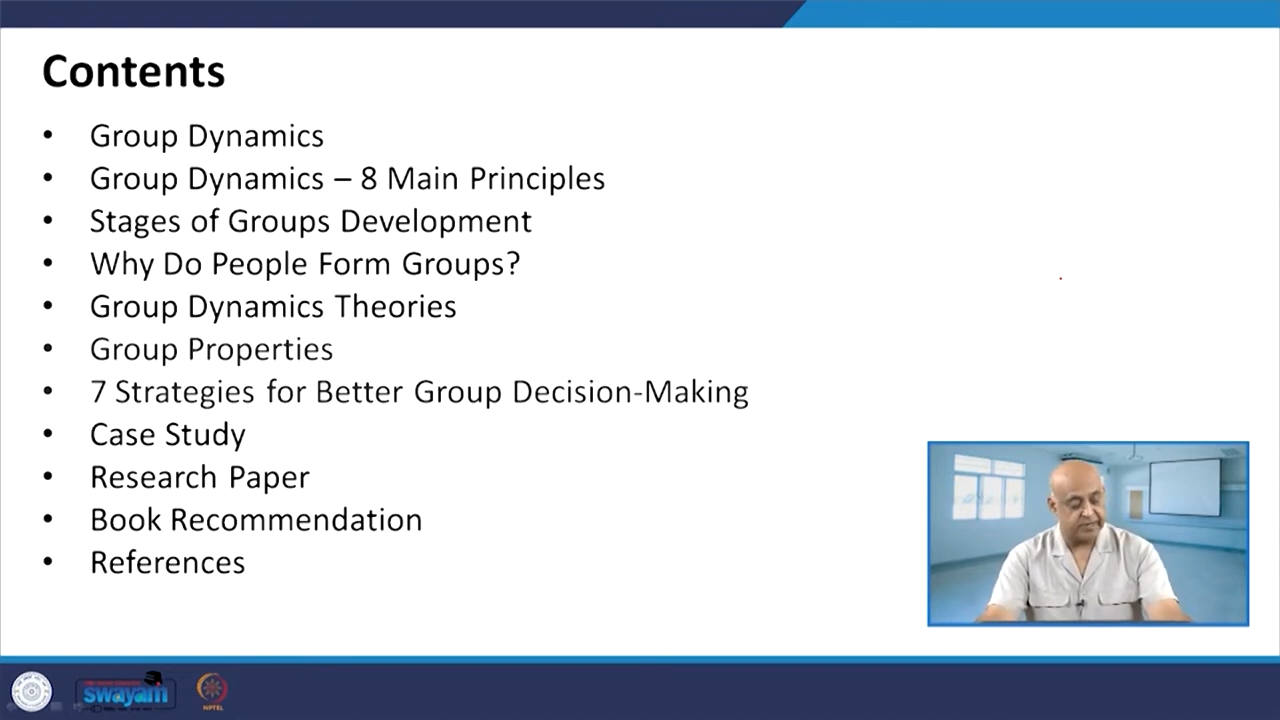 Contents
• Group Dynamics
• Group Dynamics – 8 Main Principles
• Stages of Groups Development
• Why Do People Form Groups?
• Group Dynamics Theories
• Group Properties
• 7 Strategies for Better Group Decision-Making
• Case Study
• Research Paper
• Book Recommendation
• References
swayam
NPTEL